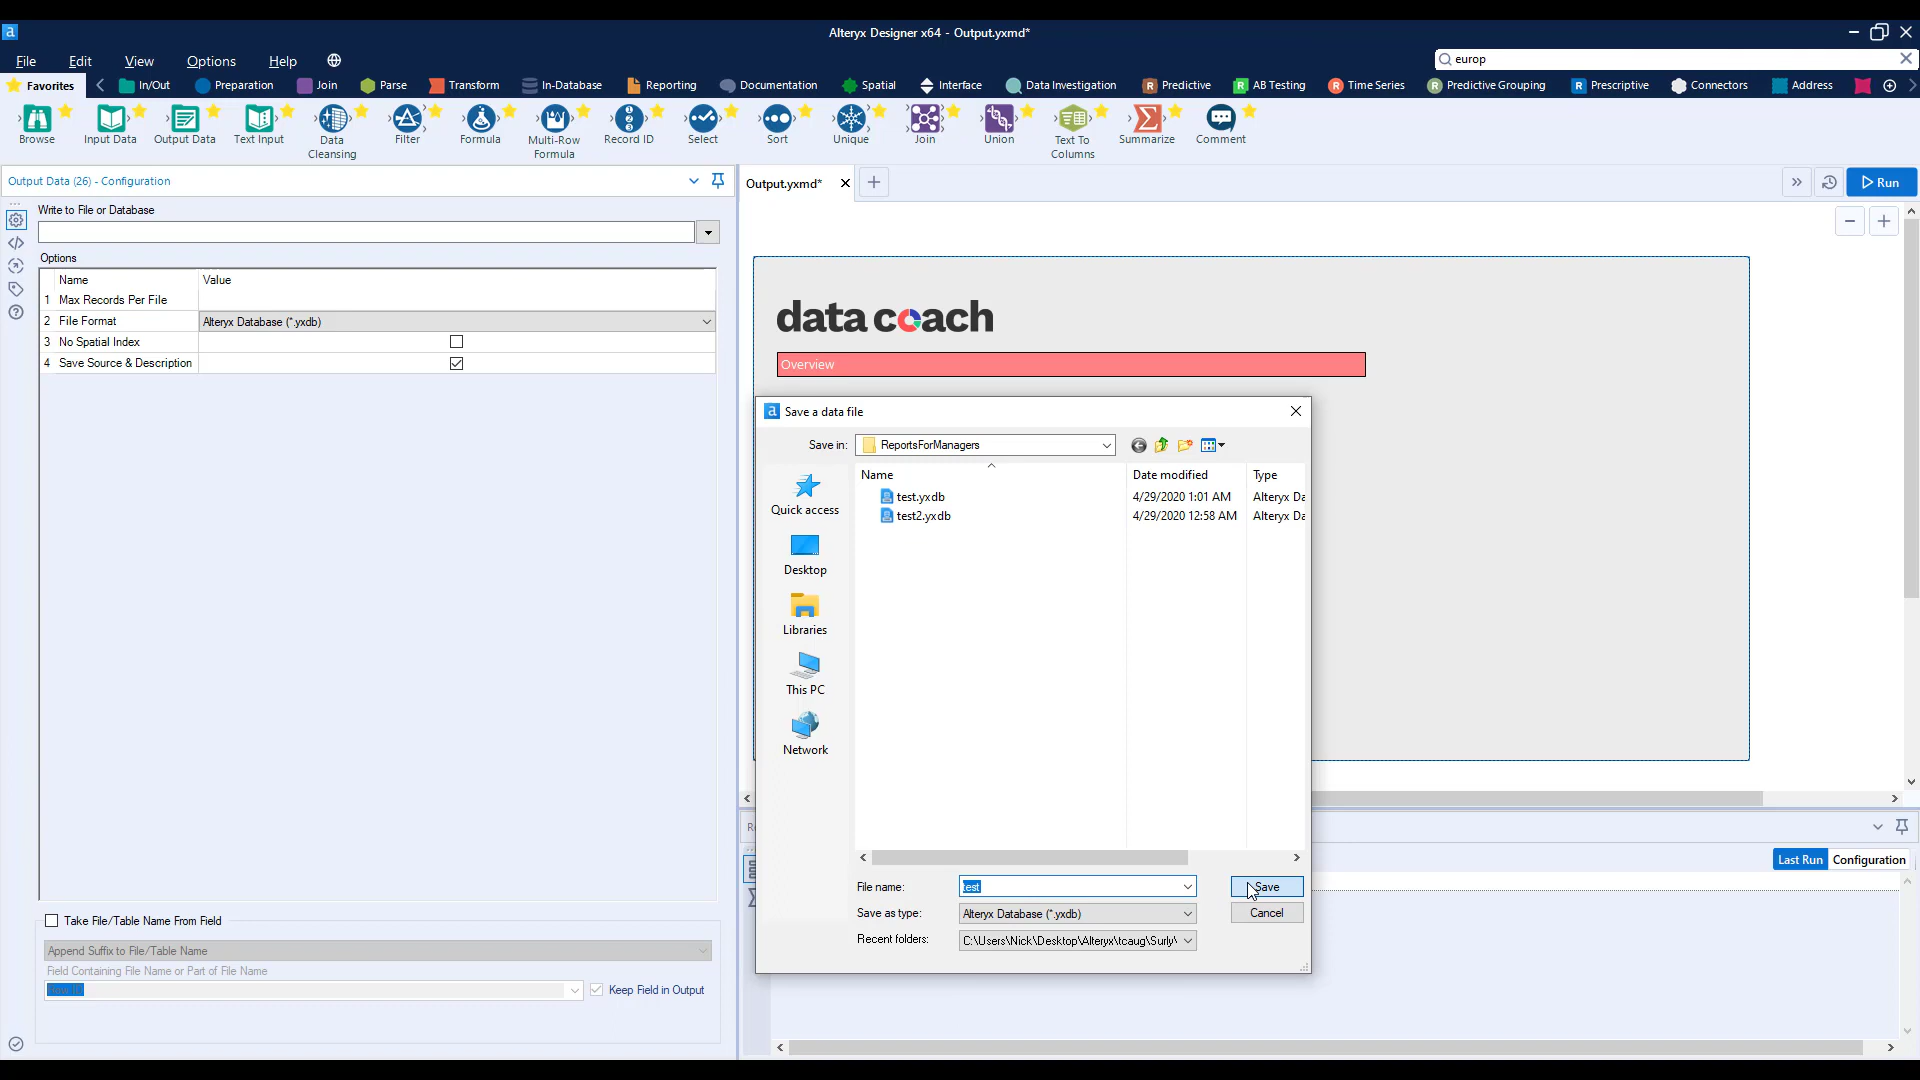 Alteryx Designer x64 - Output.yxmd*
File Edit View Options Help
europ
Favorites In/Out Preparation Join Parse Transform In-Database Reporting Documentation Spatial Interface Data Investigation Predictive AB Testing Time Series Predictive Grouping Prescriptive Connectors Address
Browse Input Data Output Data Text Input Data Cleansing Filter Formula Multi-Row Formula Record ID Select Sort Unique Join Union Text To Columns Summarize Comment
Output Data (26) - Configuration
Output.yxmd*
Run
Write to File or Database
Options
Name Value
1 Max Records Per File
2 File Format Alteryx Database (*.yxdb)
3 No Spatial Index
4 Save Source & Description
data coach
Overview
Save a data file
Save in: ReportsForManagers
Name Date modified Type
test.yxdb 4/29/2020 1:01 AM Alteryx Da
test2.yxdb 4/29/2020 12:58 AM Alteryx Da
Quick access
Desktop
Libraries
This PC
Network
File name: test Save
Save as type: Alteryx Database (*.yxdb) Cancel
Recent folders: C:\Users\Nick\Desktop\Alteryx\tcaug\Surly\
Last Run Configuration
Take File/Table Name From Field
Append Suffix to File/Table Name
Field Containing File Name or Part of File Name
Keep Field in Output